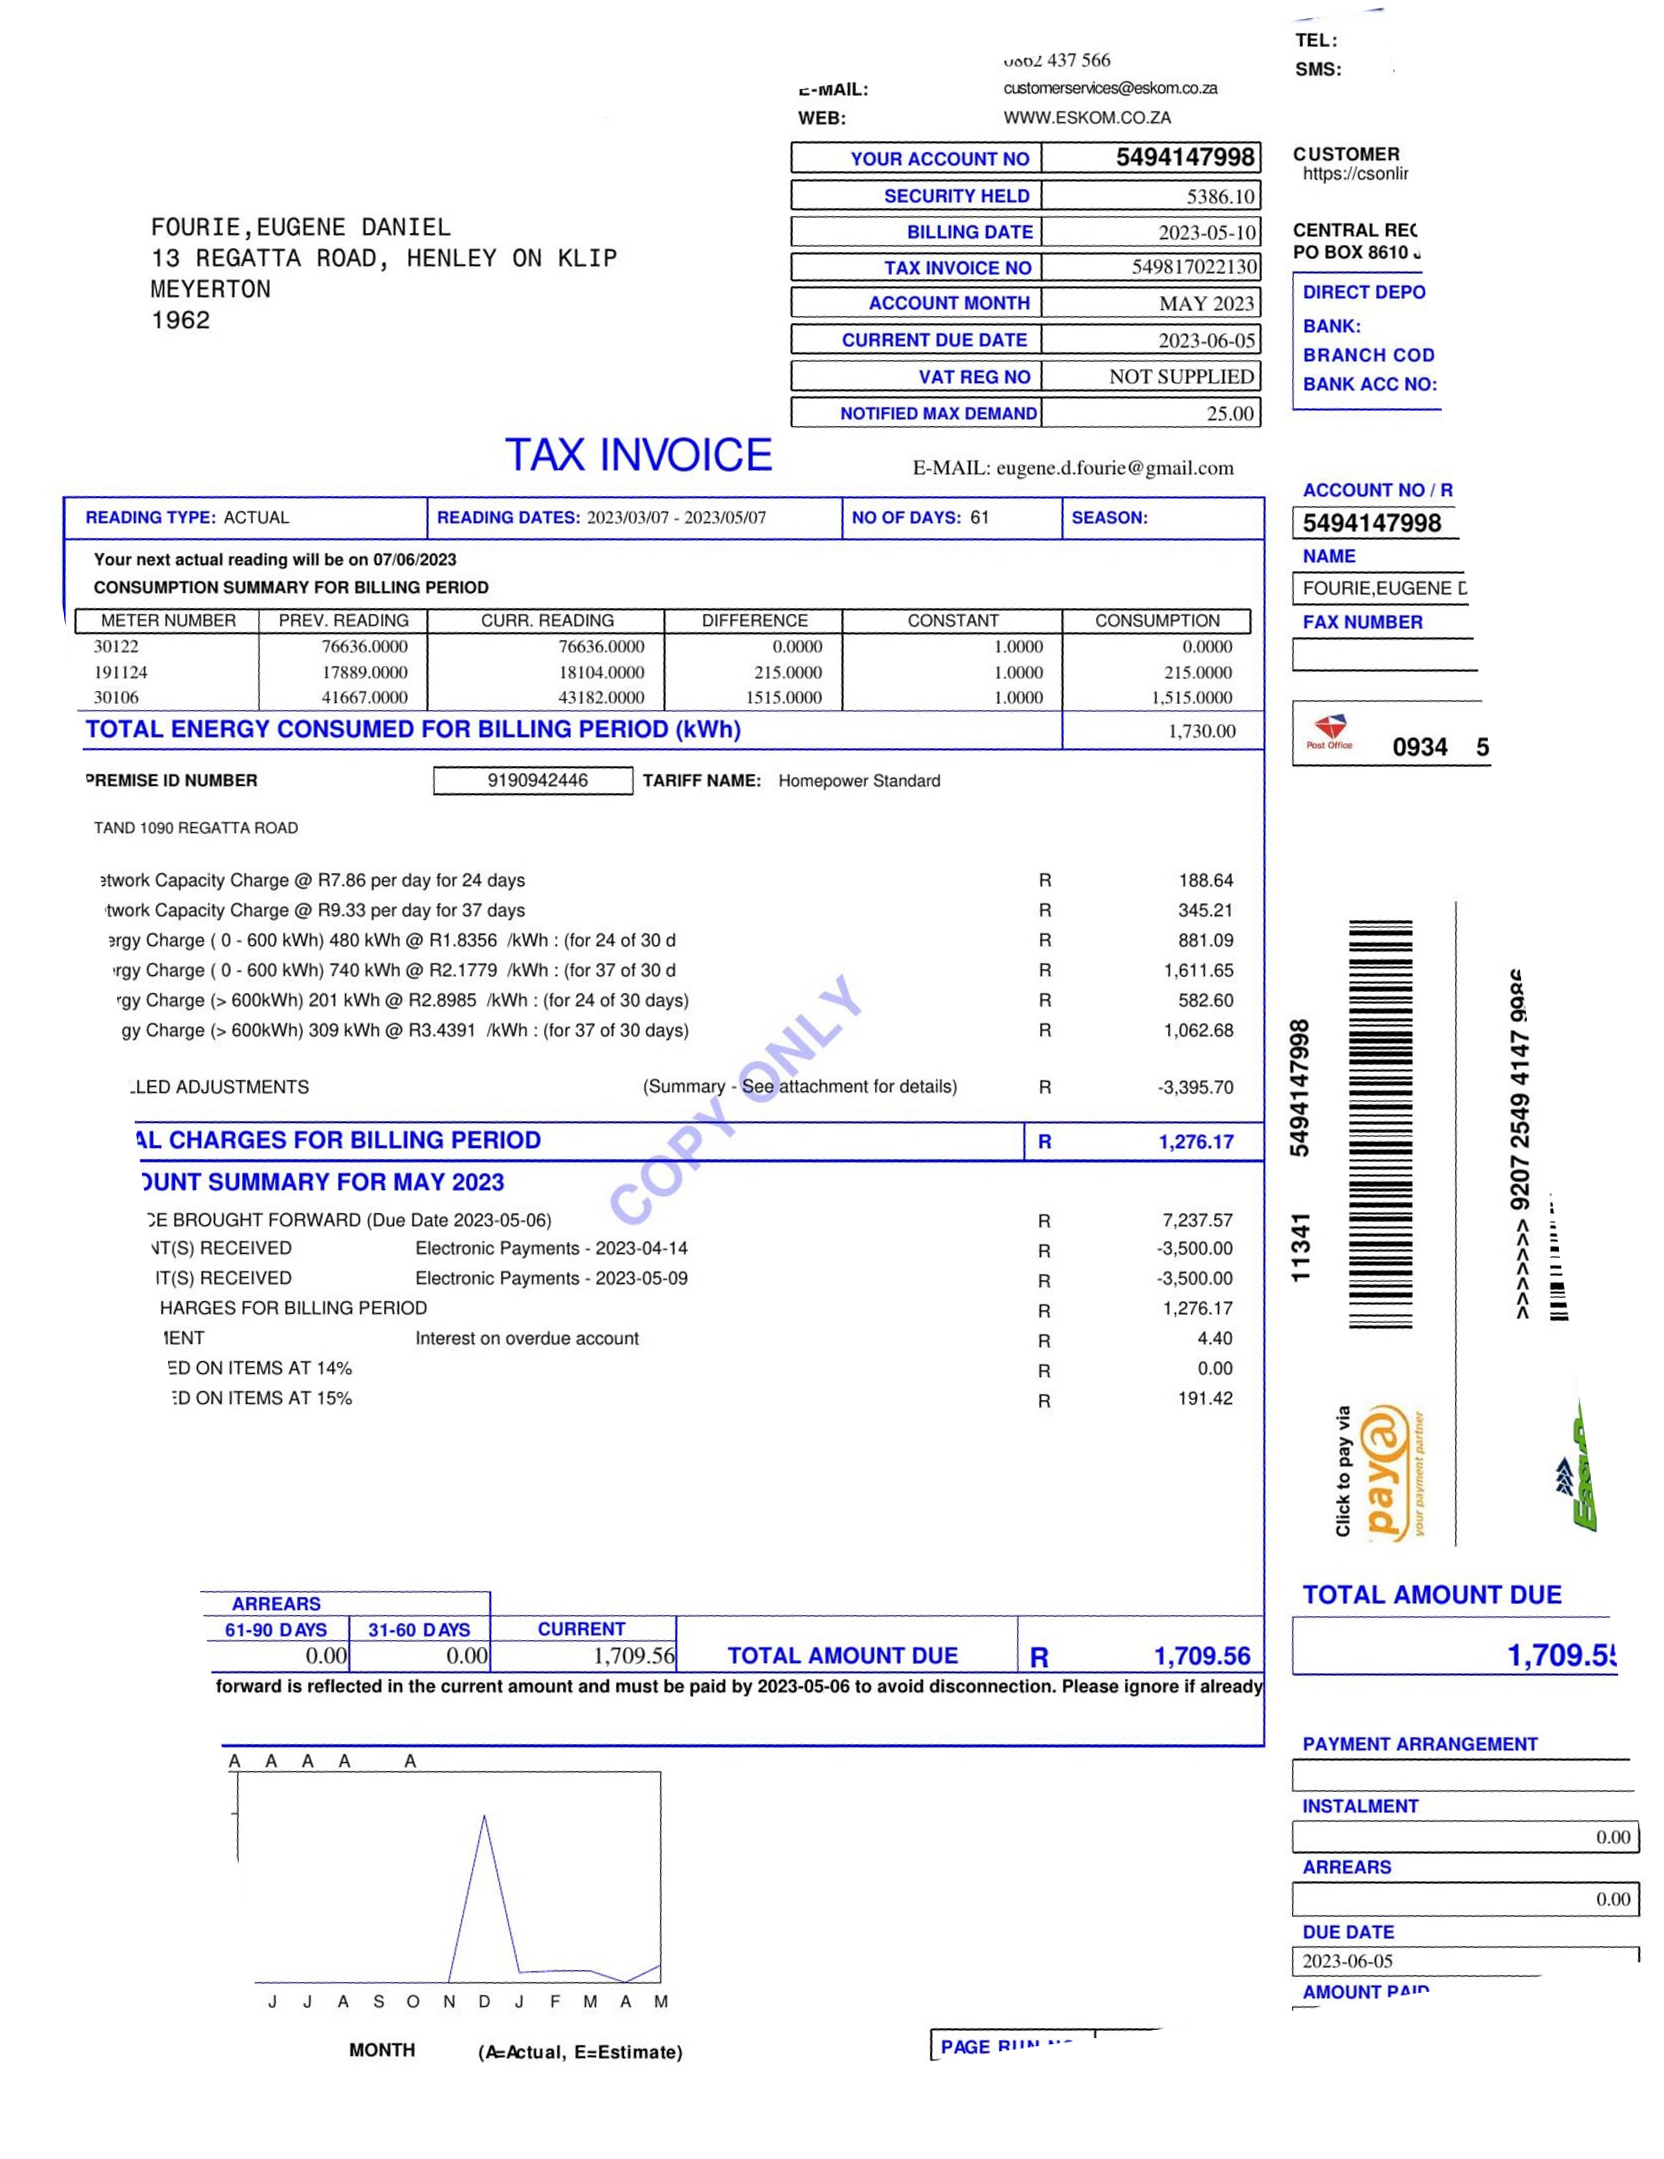 437 566
E-MAIL: customerservices@eskom.co.za
WEB: WWW.ESKOM.CO.ZA
YOUR ACCOUNT NO 5494147998
SECURITY HELD 5386.10
BILLING DATE 2023-05-10
TAX INVOICE NO 549817022130
ACCOUNT MONTH MAY 2023
CURRENT DUE DATE 2023-06-05
VAT REG NO NOT SUPPLIED
NOTIFIED MAX DEMAND 25.00
FOURIE,EUGENE DANIEL
13 REGATTA ROAD, HENLEY ON KLIP
MEYERTON
1962
TAX INVOICE
E-MAIL: eugene.d.fourie@gmail.com
READING TYPE: ACTUAL READING DATES: 2023/03/07 - 2023/05/07 NO OF DAYS: 61 SEASON:
Your next actual reading will be on 07/06/2023
CONSUMPTION SUMMARY FOR BILLING PERIOD
METER NUMBER PREV. READING CURR. READING DIFFERENCE CONSTANT CONSUMPTION
30122 76636.0000 76636.0000 0.0000 1.0000 0.0000
191124 17889.0000 18104.0000 215.0000 1.0000 215.0000
30106 41667.0000 43182.0000 1515.0000 1.0000 1,515.0000
TOTAL ENERGY CONSUMED FOR BILLING PERIOD (kWh) 1,730.00
PREMISE ID NUMBER 9190942446 TARIFF NAME: Homepower Standard
TAND 1090 REGATTA ROAD
etwork Capacity Charge @ R7.86 per day for 24 days R 188.64
twork Capacity Charge @ R9.33 per day for 37 days R 345.21
ergy Charge ( 0 - 600 kWh) 480 kWh @ R1.8356 /kWh : (for 24 of 30 d R 881.09
rgy Charge ( 0 - 600 kWh) 740 kWh @ R2.1779 /kWh : (for 37 of 30 d R 1,611.65
rgy Charge (> 600kWh) 201 kWh @ R2.8985 /kWh : (for 24 of 30 days) R 582.60
gy Charge (> 600kWh) 309 kWh @ R3.4391 /kWh : (for 37 of 30 days) R 1,062.68
LLED ADJUSTMENTS (Summary - See attachment for details) R -3,395.70
COPY ONLY
AL CHARGES FOR BILLING PERIOD R 1,276.17
OUNT SUMMARY FOR MAY 2023
CE BROUGHT FORWARD (Due Date 2023-05-06) R 7,237.57
NT(S) RECEIVED Electronic Payments - 2023-04-14 R -3,500.00
IT(S) RECEIVED Electronic Payments - 2023-05-09 R -3,500.00
HARGES FOR BILLING PERIOD R 1,276.17
MENT Interest on overdue account R 4.40
ED ON ITEMS AT 14% R 0.00
ED ON ITEMS AT 15% R 191.42
ARREARS
61-90 DAYS 31-60 DAYS CURRENT
0.00 0.00 1,709.56 TOTAL AMOUNT DUE R 1,709.56
forward is reflected in the current amount and must be paid by 2023-05-06 to avoid disconnection. Please ignore if already
A A A A A
J J A S O N D J F M A M
MONTH (A=Actual, E=Estimate)
PAGE RUN
TEL:
SMS:
CUSTOMER
https://csonlir
CENTRAL REG
PO BOX 8610
DIRECT DEPO
BANK:
BRANCH COD
BANK ACC NO:
ACCOUNT NO / R
5494147998
NAME
FOURIE,EUGENE D
FAX NUMBER
Post Office 0934 5
11341 5494147998
>>>>>>> 9207 2549 4147 998
Click to pay via
pay@
your payment partner
TOTAL AMOUNT DUE
1,709.5
PAYMENT ARRANGEMENT
INSTALMENT
0.00
ARREARS
0.00
DUE DATE
2023-06-05
AMOUNT PAID